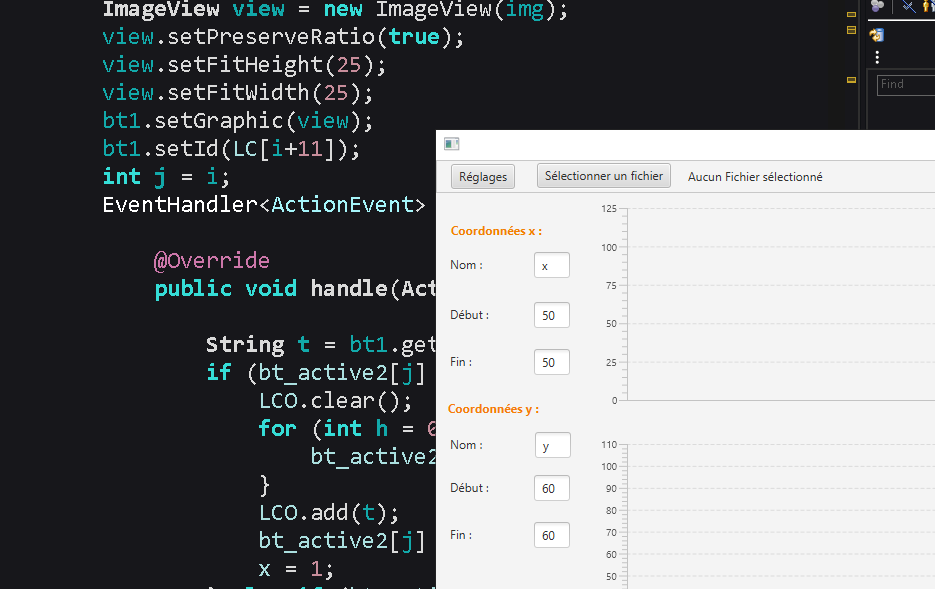 ImageView view = new ImageView(img);
view.setPreserveRatio(true);
view.setFitHeight(25);
view.setFitWidth(25);
bt1.setGraphic(view);
bt1.setId(LC[i+11]);
int j = i;
EventHandler<ActionEvent>
@Override
public void handle(Act
String t = bt1.get
if (bt_active2[j]
LCO.clear();
for (int h = 0
bt_active2
}
LCO.add(t);
bt_active2[j]
x = 1;
Find
Réglages
Sélectionner un fichier
Aucun Fichier sélectionné
Coordonnées x :
Nom :
x
Début :
50
Fin :
50
Coordonnées y :
Nom :
y
Début :
60
Fin :
60
125
100
75
50
25
0
110
100
90
80
70
60
50